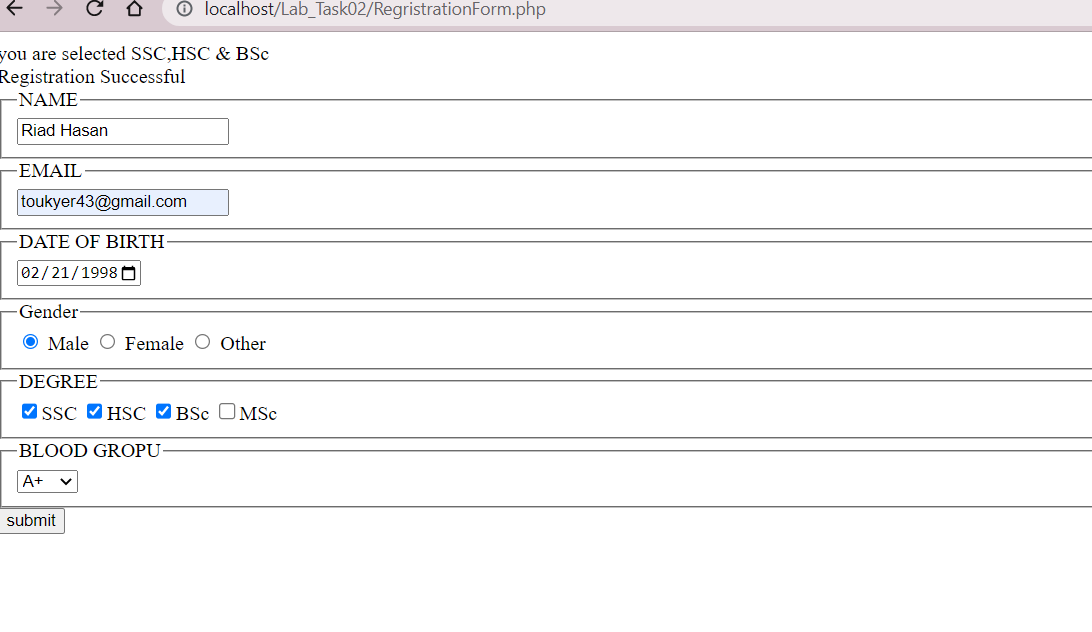 localhost/Lab_Task02/RegristrationForm.php
you are selected SSC,HSC & BSc
Registration Successful
NAME
Riad Hasan
EMAIL
toukyer43@gmail.com
DATE OF BIRTH
02/21/1998
Gender
Male Female Other
DEGREE
SSC HSC BSc MSc
BLOOD GROPU
A+
submit